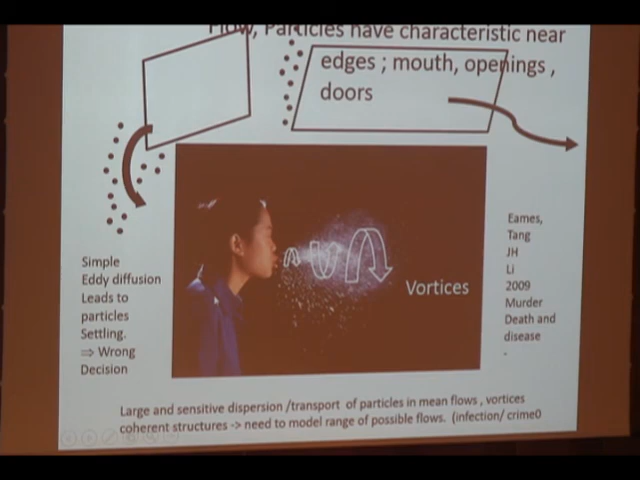 Flow, Particles have characteristic near
edges ; mouth, openings ,
doors
Simple
Eddy diffusion
Leads to
particles
Settling.
⇒ Wrong
Decision
Vortices
Eames,
Tang
JH
Li
2009
Murder
Death and
disease
-
Large and sensitive dispersion /transport of particles in mean flows , vortices
coherent structures -> need to model range of possible flows. (infection/ crime0